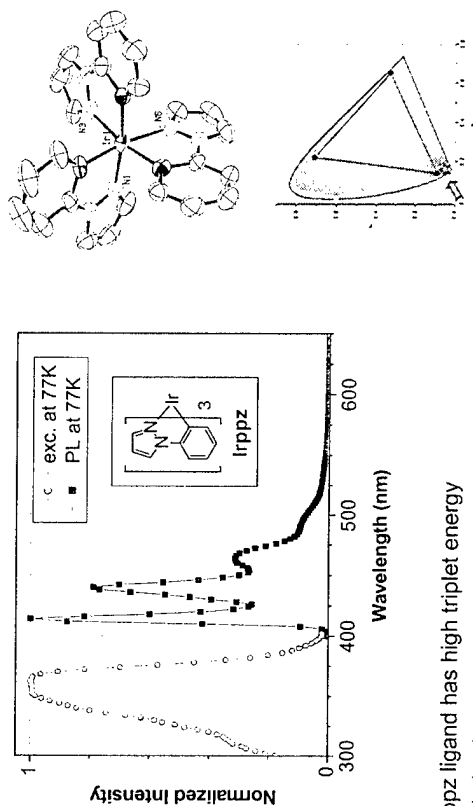 Normalized Intensity
1
0
300
400
500
600
Wavelength (nm)
exc. at 77K
PL at 77K
N
N
Ir
3
Irppz
N3
Ir
N5
N1
ppz ligand has high triplet energy